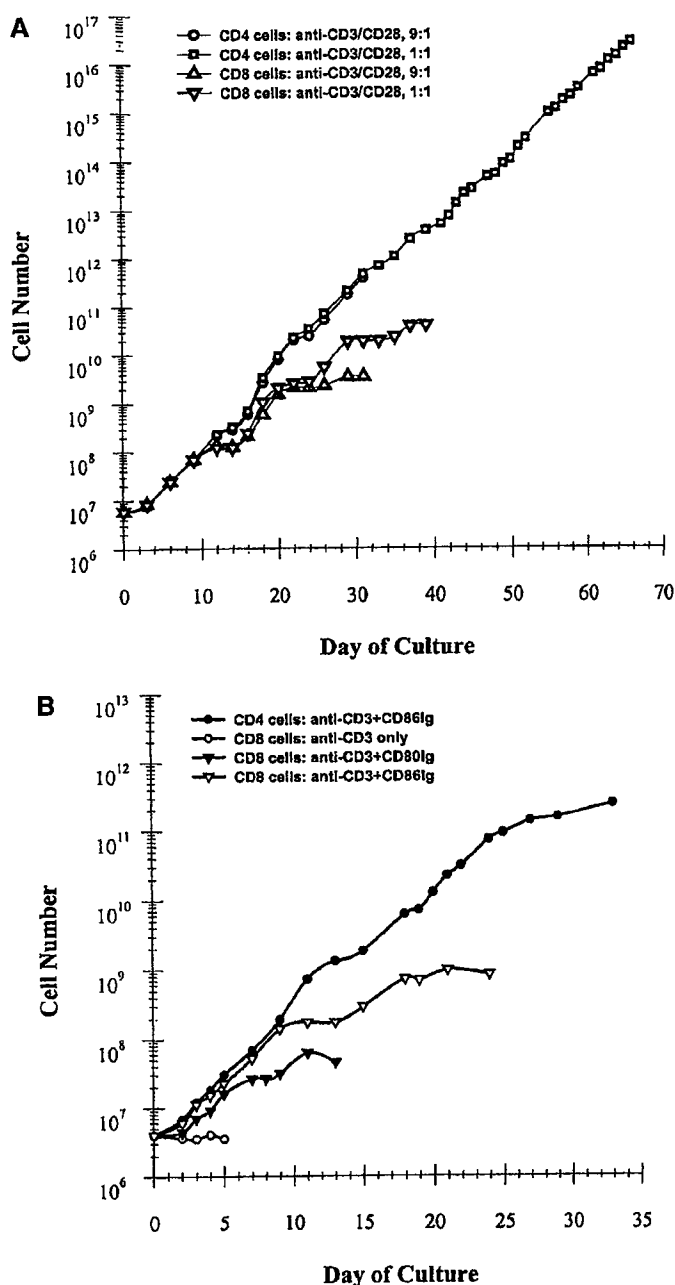 A
CD4 cells: anti-CD3/CD28, 9:1
CD4 cells: anti-CD3/CD28, 1:1
CD8 cells: anti-CD3/CD28, 9:1
CD8 cells: anti-CD3/CD28, 1:1
10^17
10^16
10^15
10^14
10^13
10^12
10^11
10^10
10^9
10^8
10^7
10^6
Cell Number
0 10 20 30 40 50 60 70
Day of Culture
B
CD4 cells: anti-CD3+CD86Ig
CD8 cells: anti-CD3 only
CD8 cells: anti-CD3+CD80Ig
CD8 cells: anti-CD3+CD86Ig
10^13
10^12
10^11
10^10
10^9
10^8
10^7
10^6
Cell Number
0 5 10 15 20 25 30 35
Day of Culture